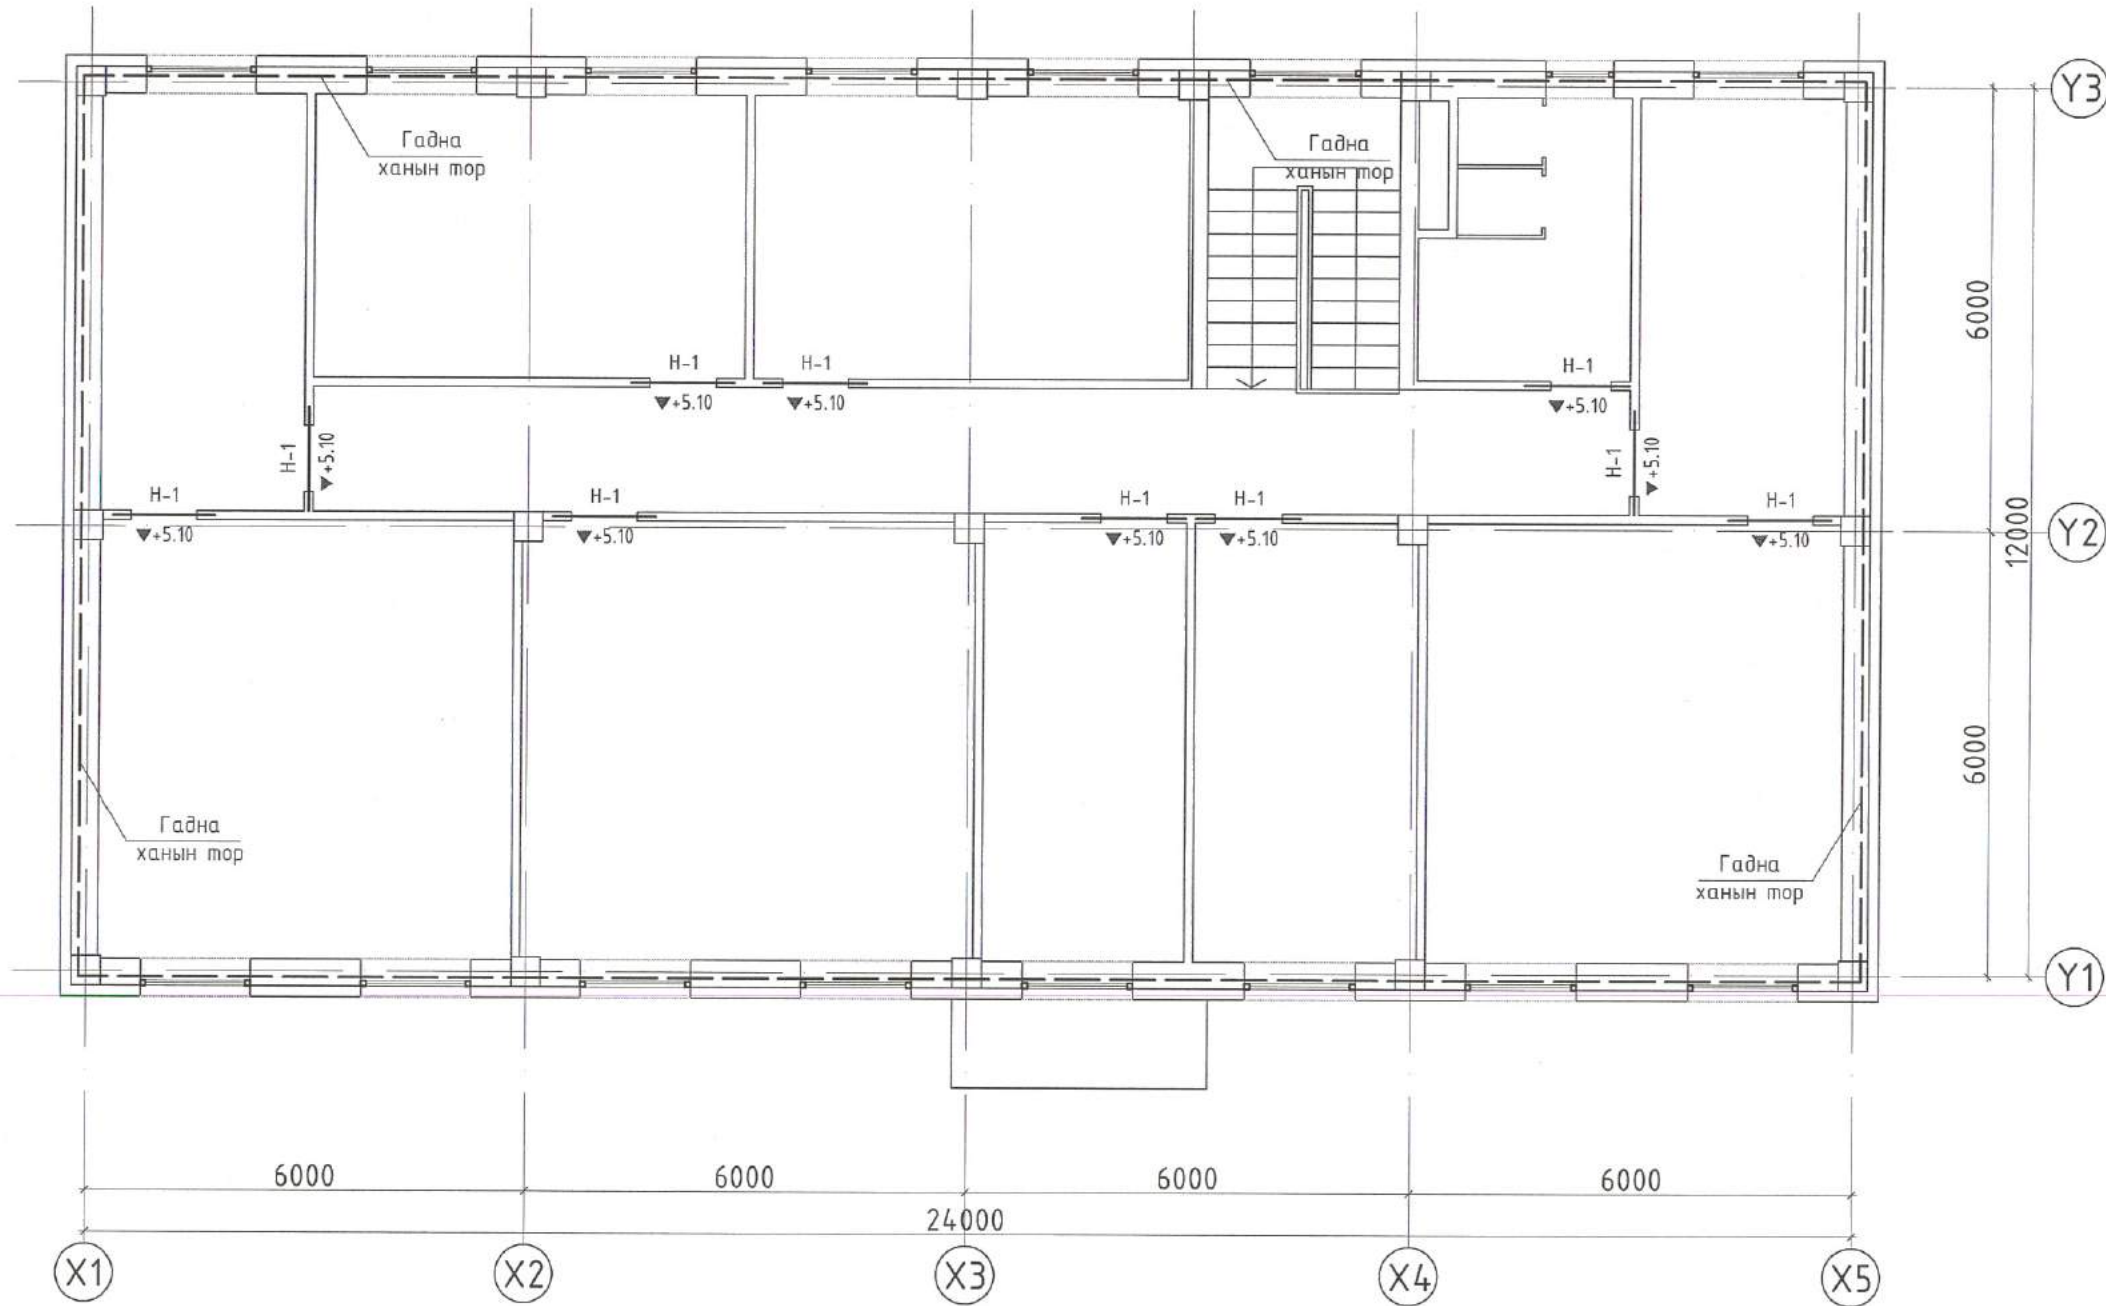 Y3
Гадна
ханын тор
Гадна
ханын тор
6000
Н-1
Н-1
Н-1
▼+5.10
▼+5.10
▼+5.10
Н-1
▼+5.10
Н-1
▼+5.10
Н-1
Н-1
Н-1
Н-1
Н-1
▼+5.10
▼+5.10
▼+5.10
▼+5.10
▼+5.10
Y2
12000
6000
Гадна
ханын тор
Гадна
ханын тор
Y1
6000
6000
6000
6000
24000
X1
X2
X3
X4
X5